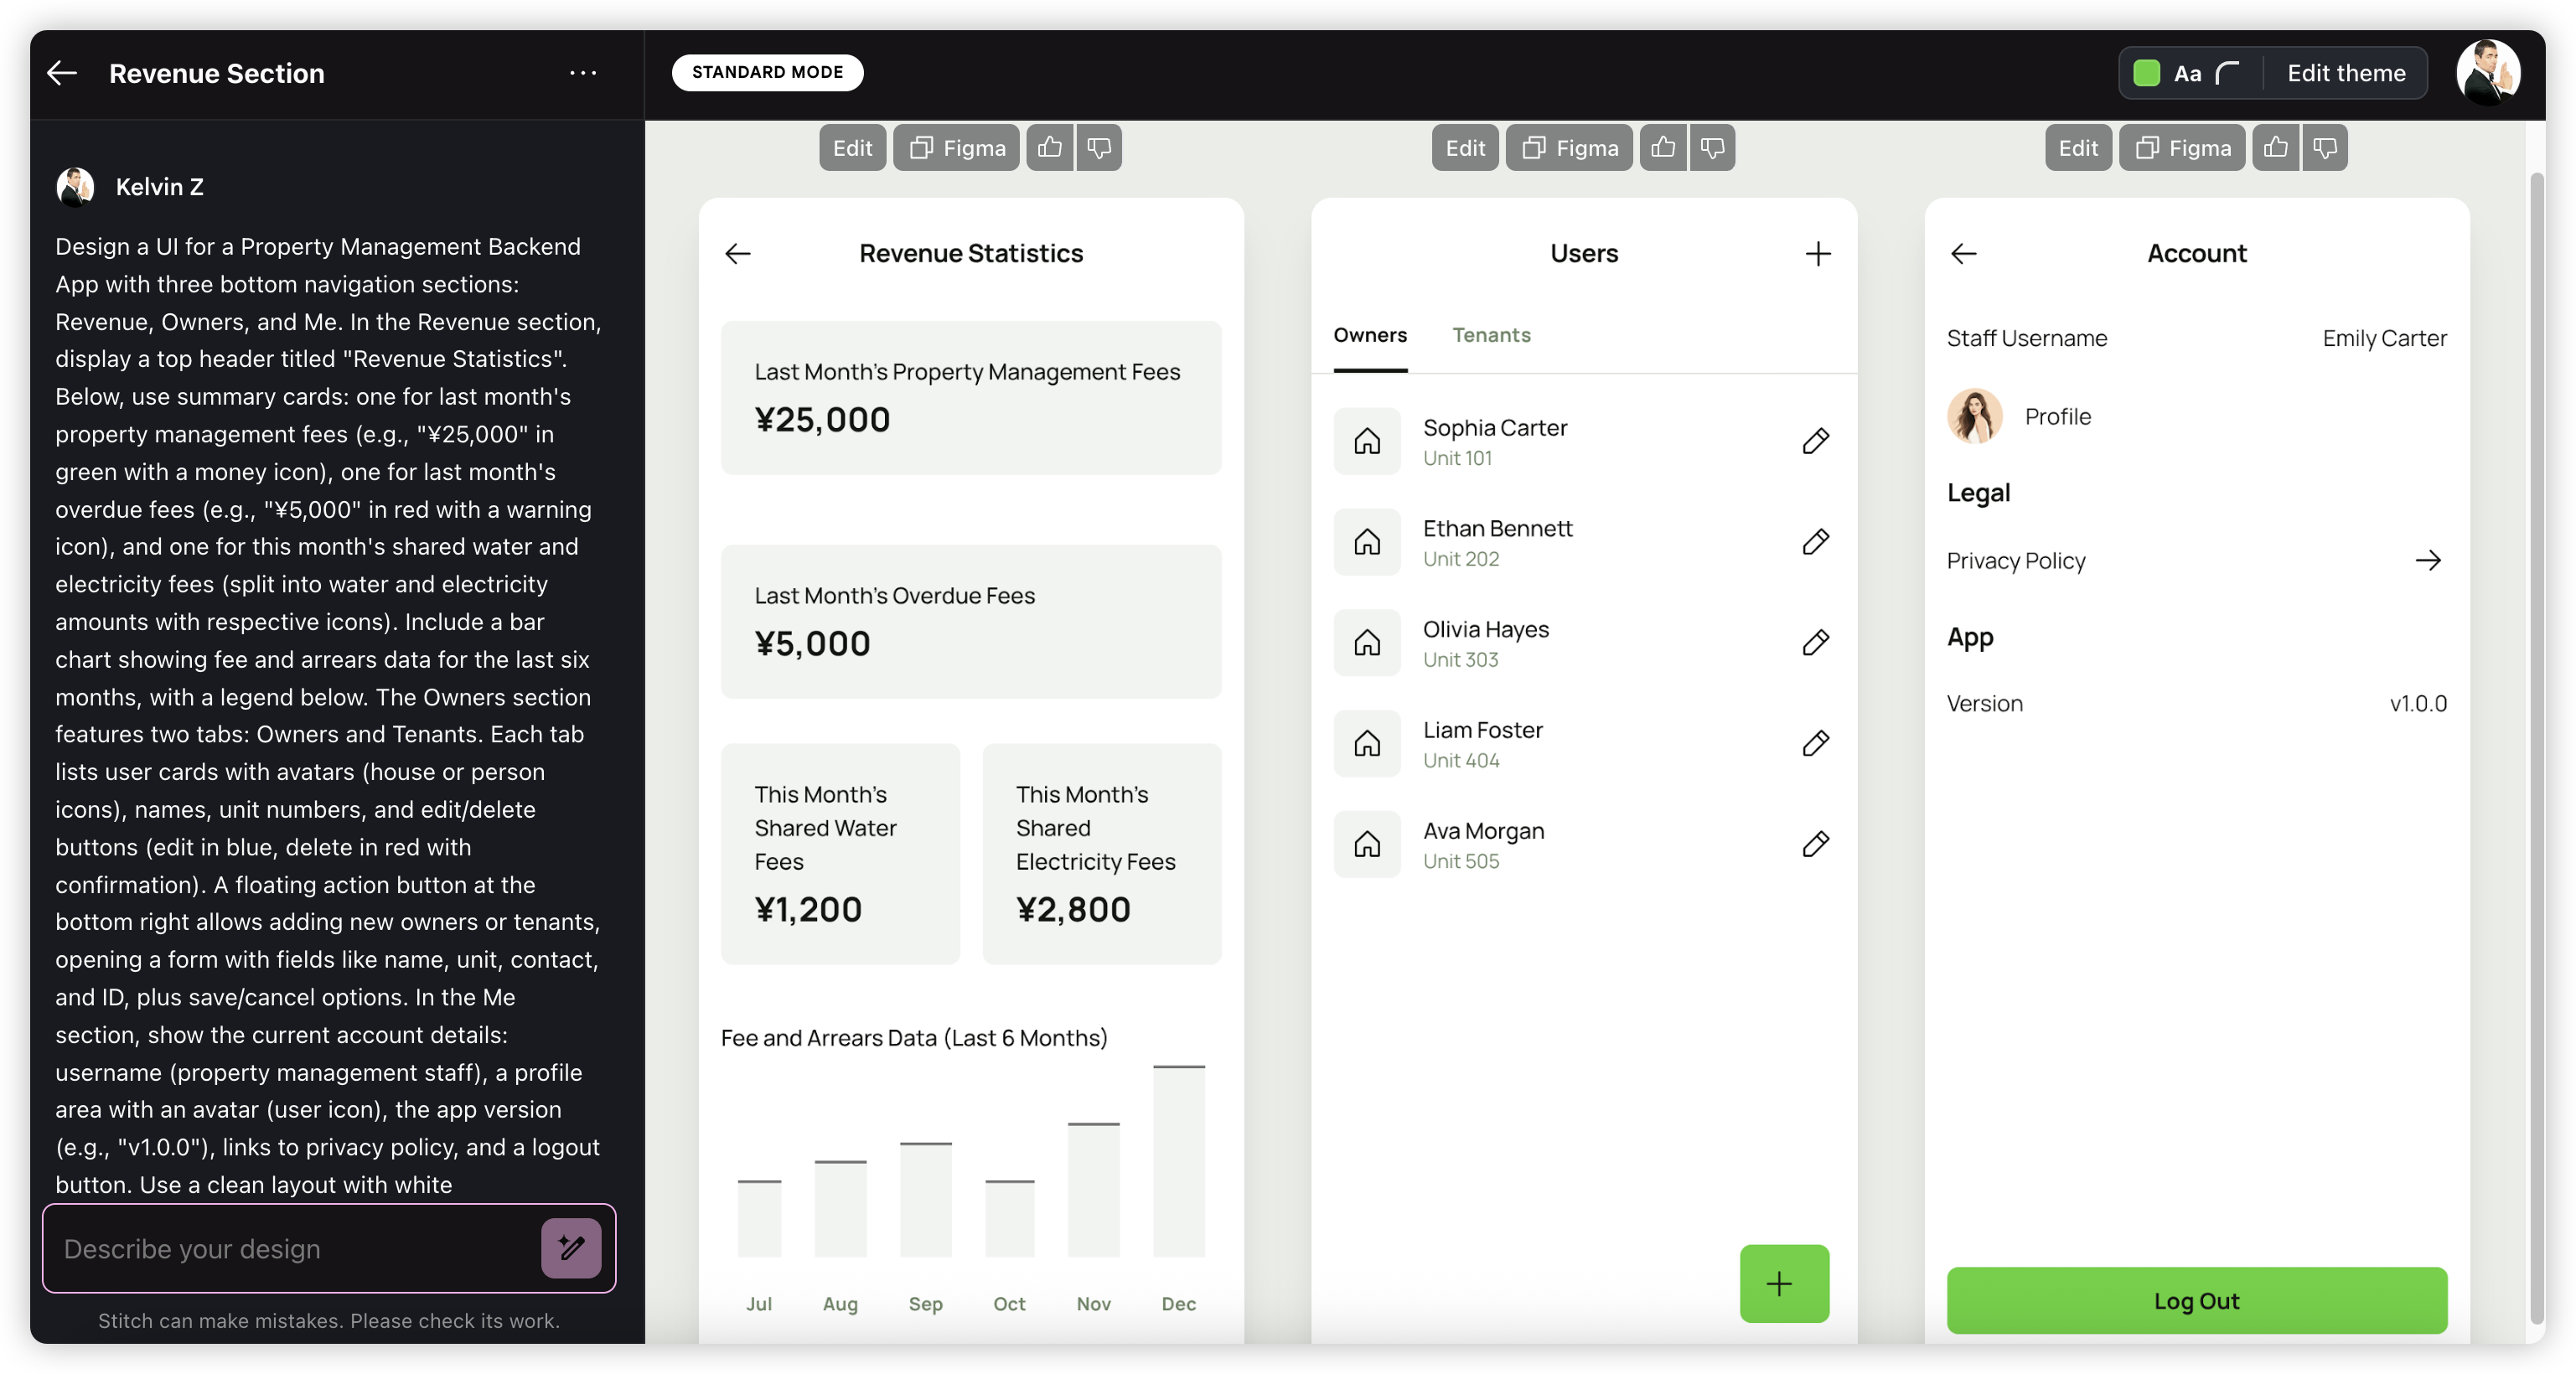 Revenue Section
STANDARD MODE
Aa
Edit theme
Kelvin Z
Design a UI for a Property Management Backend
App with three bottom navigation sections:
Revenue, Owners, and Me. In the Revenue section,
display a top header titled "Revenue Statistics".
Below, use summary cards: one for last month's
property management fees (e.g., "¥25,000" in
green with a money icon), one for last month's
overdue fees (e.g., "¥5,000" in red with a warning
icon), and one for this month's shared water and
electricity fees (split into water and electricity
amounts with respective icons). Include a bar
chart showing fee and arrears data for the last six
months, with a legend below. The Owners section
features two tabs: Owners and Tenants. Each tab
lists user cards with avatars (house or person
icons), names, unit numbers, and edit/delete
buttons (edit in blue, delete in red with
confirmation). A floating action button at the
bottom right allows adding new owners or tenants,
opening a form with fields like name, unit, contact,
and ID, plus save/cancel options. In the Me
section, show the current account details:
username (property management staff), a profile
area with an avatar (user icon), the app version
(e.g., "v1.0.0"), links to privacy policy, and a logout
button. Use a clean layout with white
Describe your design
Stitch can make mistakes. Please check its work.
Edit
Figma
Revenue Statistics
Last Month's Property Management Fees
¥25,000
Last Month's Overdue Fees
¥5,000
This Month's
Shared Water
Fees
¥1,200
This Month's
Shared
Electricity Fees
¥2,800
Fee and Arrears Data (Last 6 Months)
Jul Aug Sep Oct Nov Dec
Edit
Figma
Users
Owners
Tenants
Sophia Carter
Unit 101
Ethan Bennett
Unit 202
Olivia Hayes
Unit 303
Liam Foster
Unit 404
Ava Morgan
Unit 505
Edit
Figma
Account
Staff Username
Emily Carter
Profile
Legal
Privacy Policy
App
Version
v1.0.0
Log Out